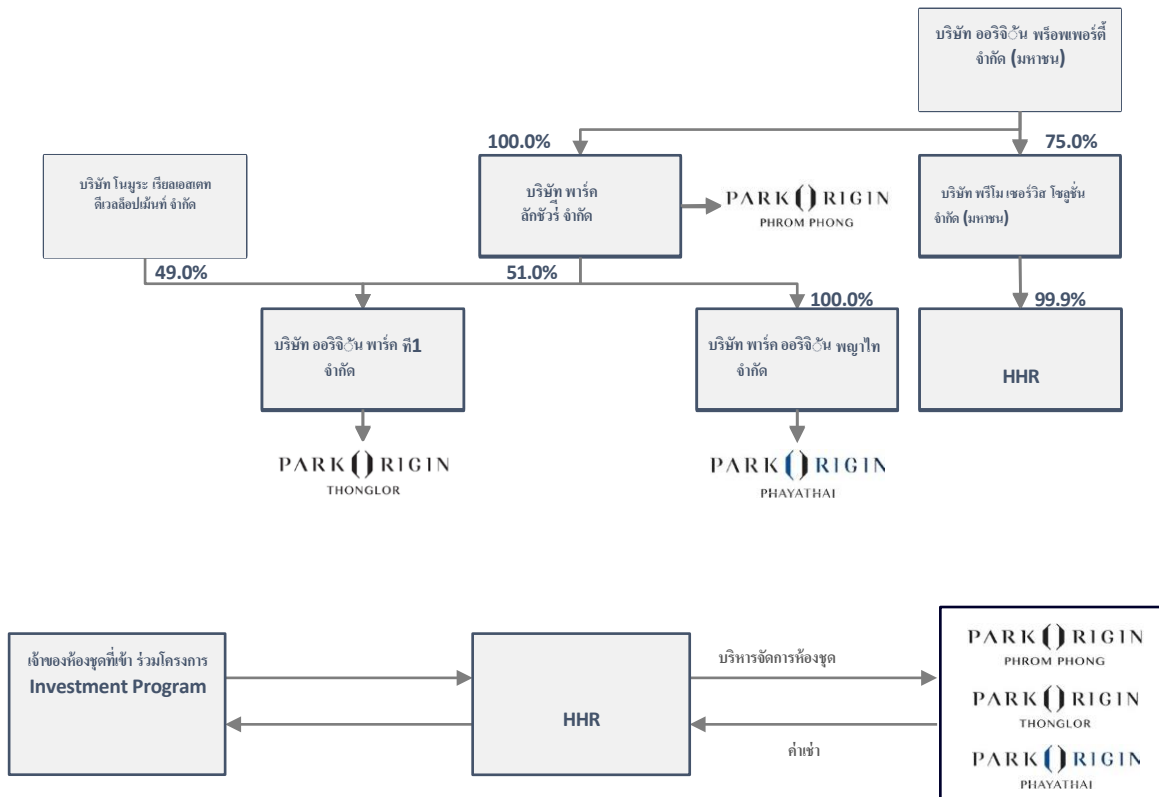 บริษัท ออริจิ้น พร็อพเพอร์ตี้
จำกัด (มหาชน)
100.0%
75.0%
บริษัท โนมูระ เรียลเอสเตท
ดีเวลล็อปเม้นท์ จำกัด
บริษัท พาร์ค
ลักชัวรี่ จำกัด
PARK ORIGIN
PHROM PHONG
บริษัท พรีโม เซอร์วิส โซลูชั่น
จำกัด (มหาชน)
49.0%
51.0%
100.0%
99.9%
บริษัท ออริจิ้น พาร์ค ที1
จำกัด
บริษัท พาร์ค ออริจิ้น พญาไท
จำกัด
HHR
PARK ORIGIN
THONGLOR
PARK ORIGIN
PHAYATHAI
เจ้าของห้องชุดที่เข้า ร่วมโครงการ
Investment Program
HHR
บริหารจัดการห้องชุด
ค่าเช่า
PARK ORIGIN
PHROM PHONG
PARK ORIGIN
THONGLOR
PARK ORIGIN
PHAYATHAI